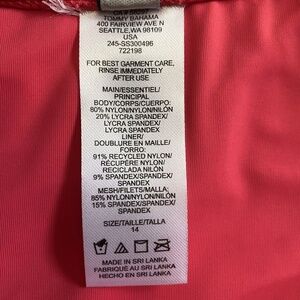 TOMMY BAHAMA
400 FAIRVIEW AVE N
SEATTLE, WA 98109
USA
245-SS300496
722198
FOR BEST GARMENT CARE,
RINSE IMMEDIATELY
AFTER USE
MAIN/ESSENTIEL/
PRINCIPAL
BODY/CORPS/CUERPO:
80% NYLON/NYLON/NILÓN
20% LYCRA SPANDEX/
LYCRA SPANDEX/
LYCRA SPANDEX
LINER/
DOUBLURE EN MAILLE/
FORRO:
91% RECYCLED NYLON/
RÉCUPÉRÉ NYLON/
RECICLADA NILÓN
9% SPANDEX/SPANDEX/
SPANDEX
MESH/FILETS/MALLA:
85% NYLON/NYLON/NILÓN
15% SPANDEX/SPANDEX/
SPANDEX
SIZE/TAILLE/TALLA
14
MADE IN SRI LANKA
FABRIQUÉ AU SRI LANKA
HECHO EN SRI LANKA